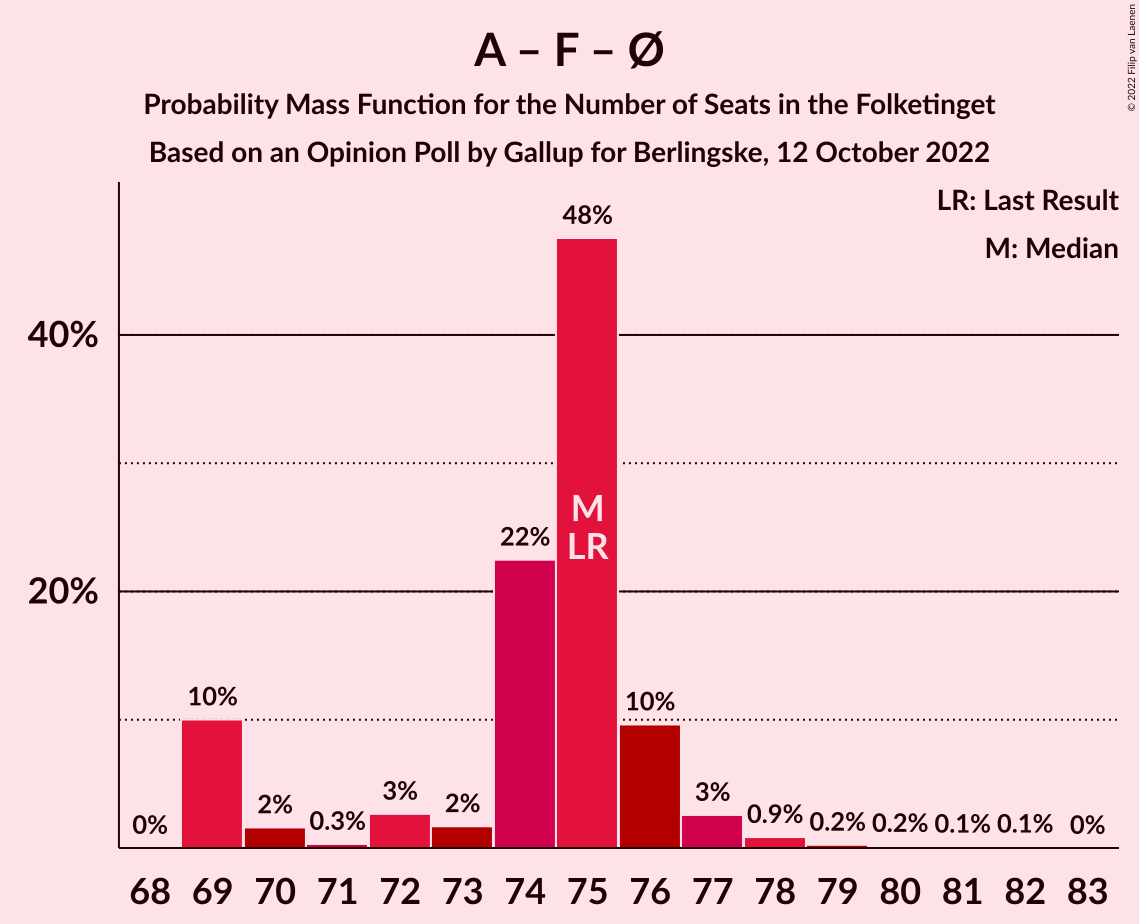 A – F – Ø
Probability Mass Function for the Number of Seats in the Folketinget
Based on an Opinion Poll by Gallup for Berlingske, 12 October 2022
© 2022 Filip van Laenen
LR: Last Result
M: Median
48%
40%
M
LR
22%
20%
10%
10%
0%
2%
0.3%
3%
2%
3%
0.9%
0.2%
0.2%
0.1%
0.1%
0%
68 69 70 71 72 73 74 75 76 77 78 79 80 81 82 83